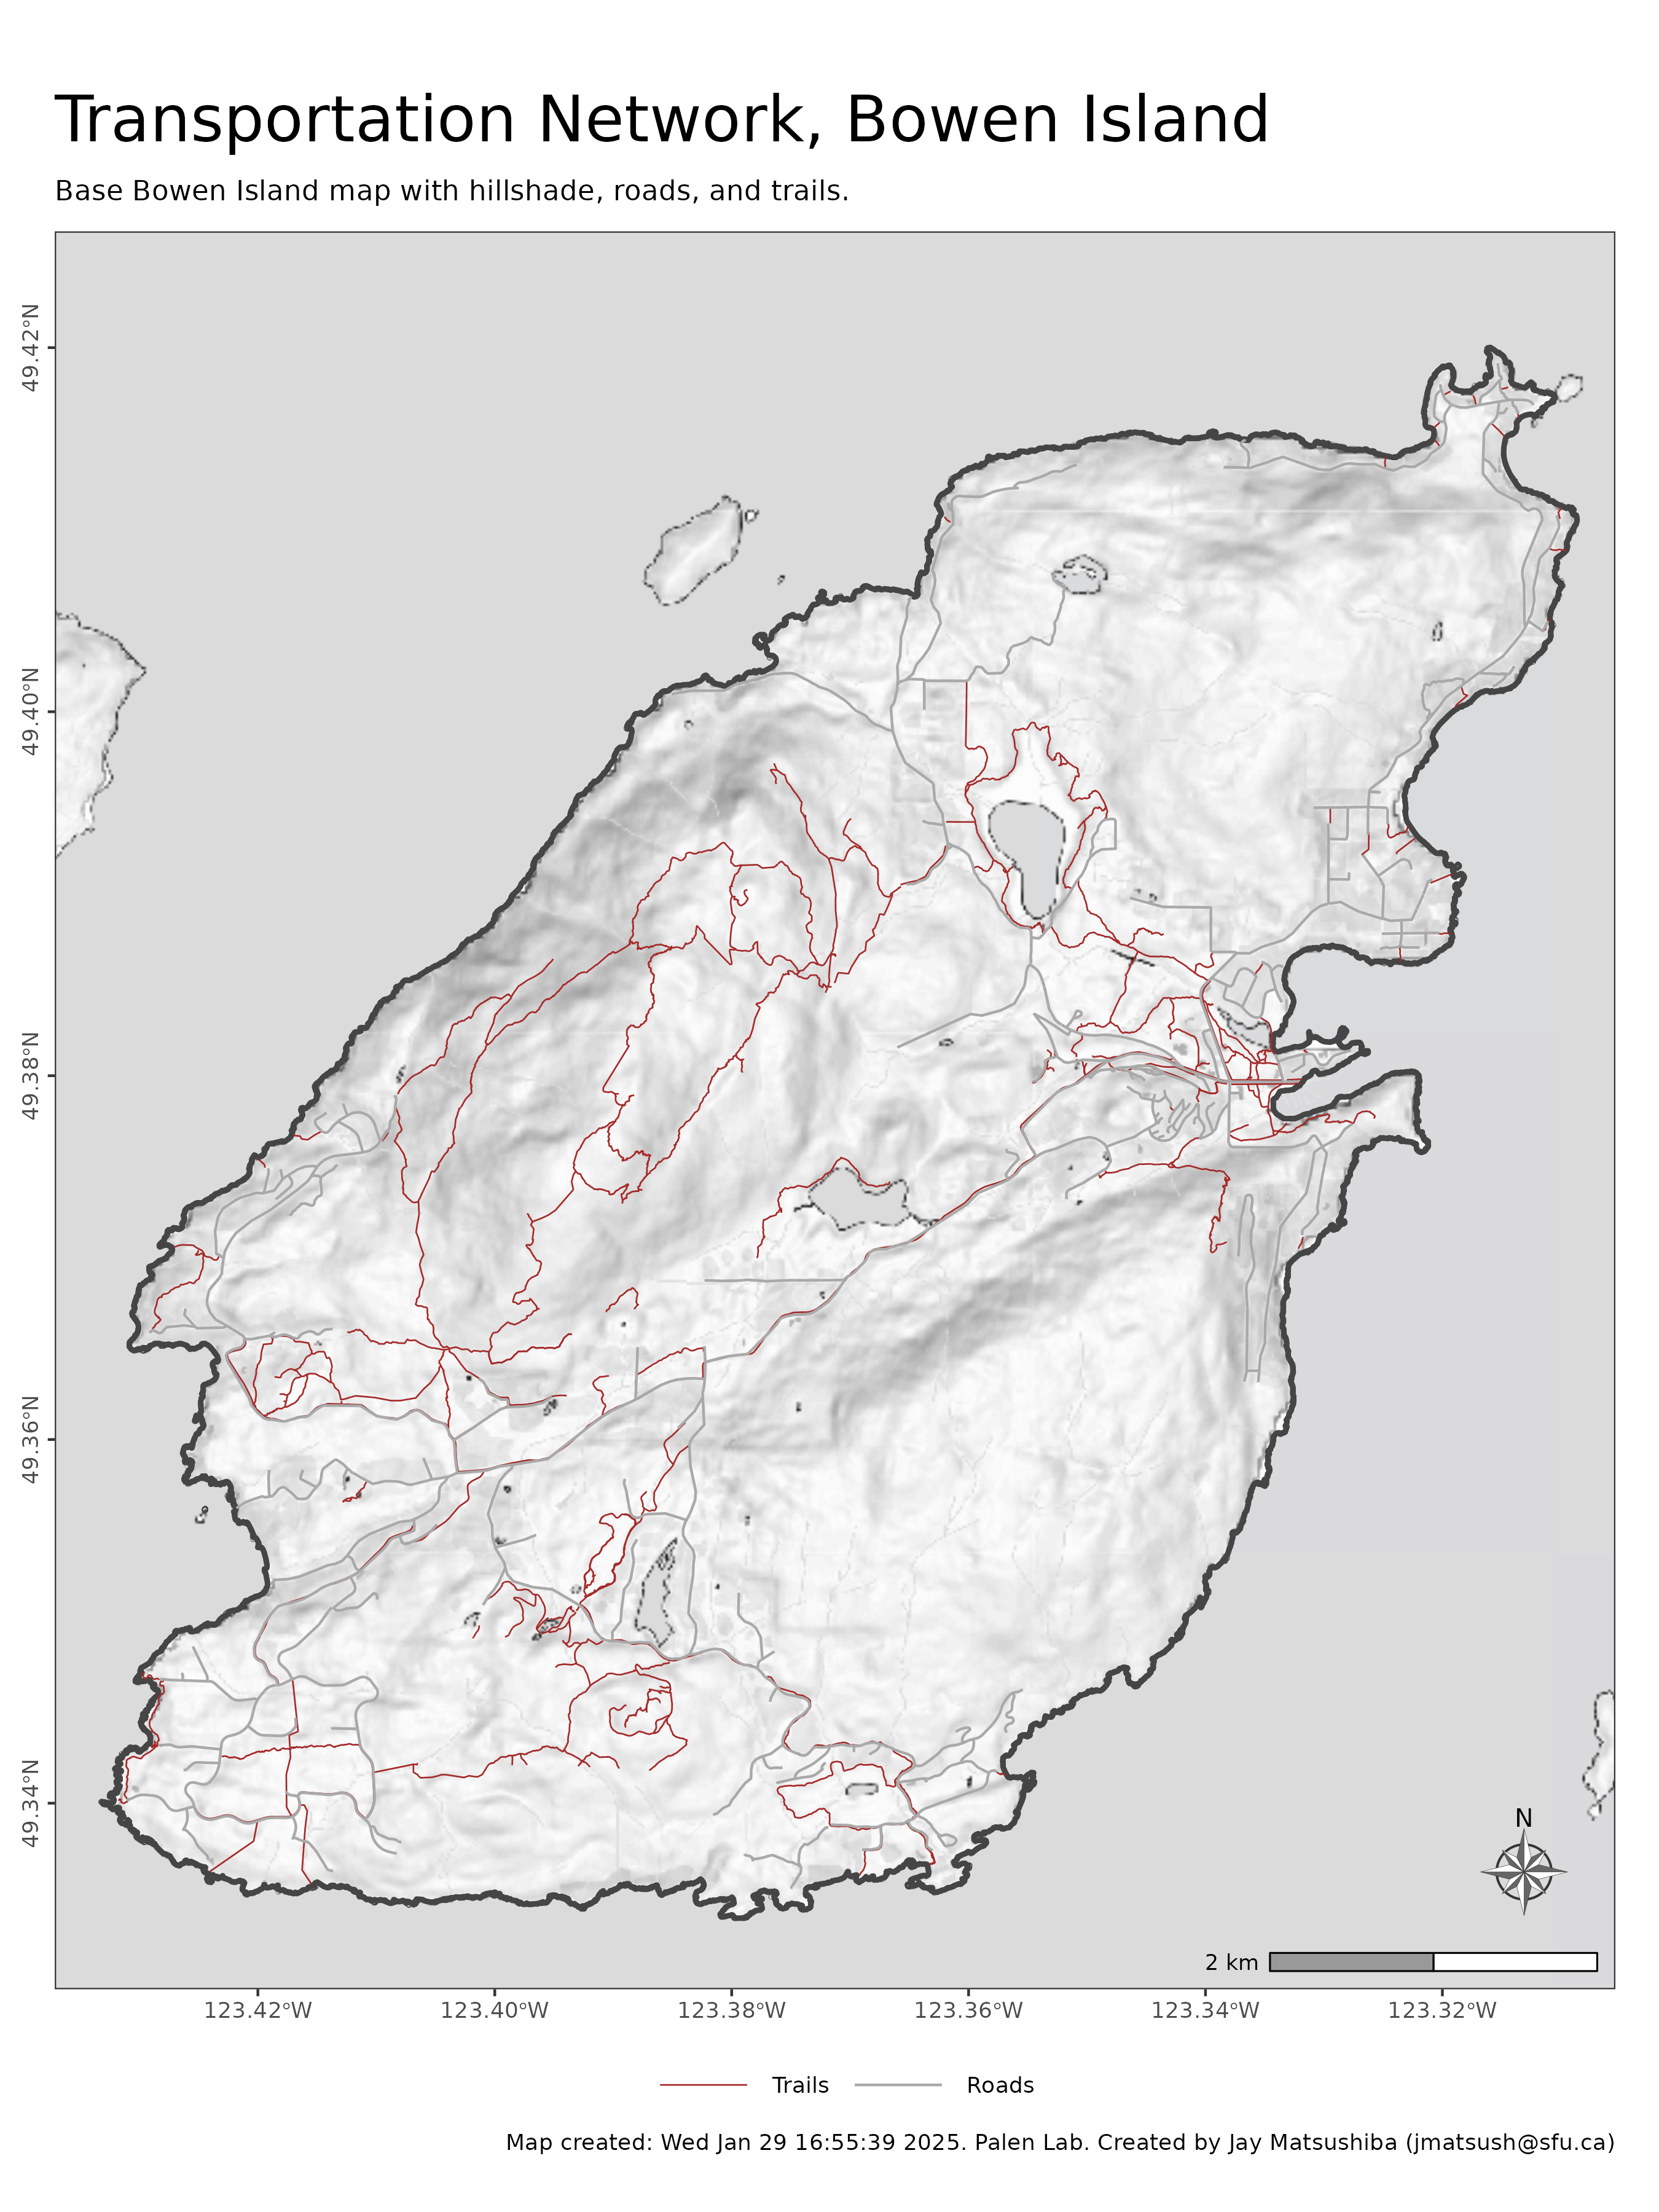 Transportation Network, Bowen Island
Base Bowen Island map with hillshade, roads, and trails.
49.42°N
49.40°N
49.38°N
49.36°N
49.34°N
N
2 km
123.42°W 123.40°W 123.38°W 123.36°W 123.34°W 123.32°W
Trails Roads
Map created: Wed Jan 29 16:55:39 2025. Palen Lab. Created by Jay Matsushiba (jmatsush@sfu.ca)